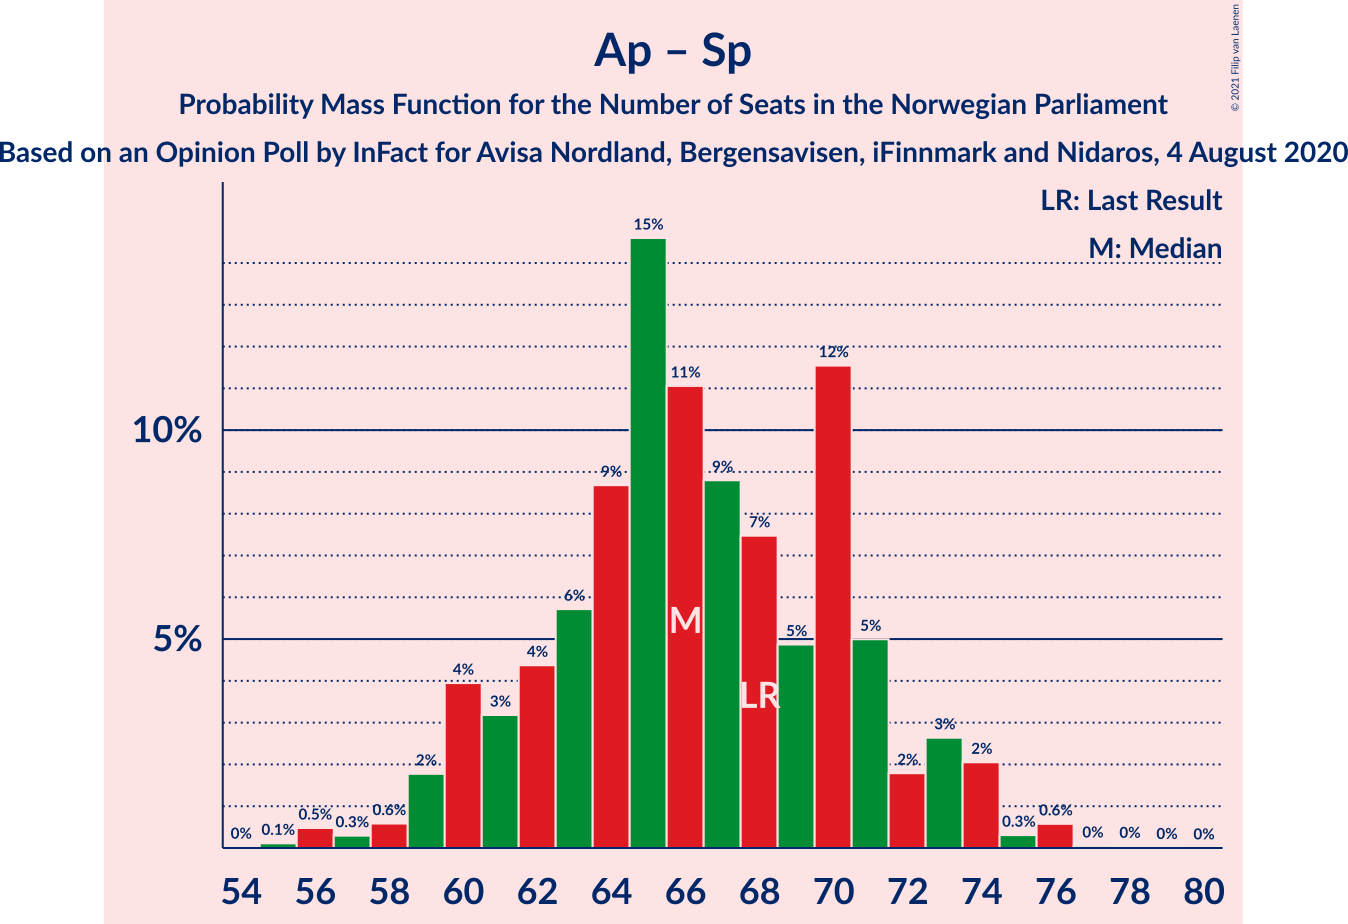 Ap – Sp
Probability Mass Function for the Number of Seats in the Norwegian Parliament
Based on an Opinion Poll by InFact for Avisa Nordland, Bergensavisen, iFinnmark and Nidaros, 4 August 2020
© 2021 Filip van Laenen
LR: Last Result
M: Median
10%
5%
0% 0.1% 0.5% 0.3% 0.6% 2% 4% 3% 4% 6% 9% 15% 11% 9% 7% 5% 12% 5% 2% 3% 2% 0.3% 0.6% 0% 0% 0% 0%
M
LR
54 56 58 60 62 64 66 68 70 72 74 76 78 80